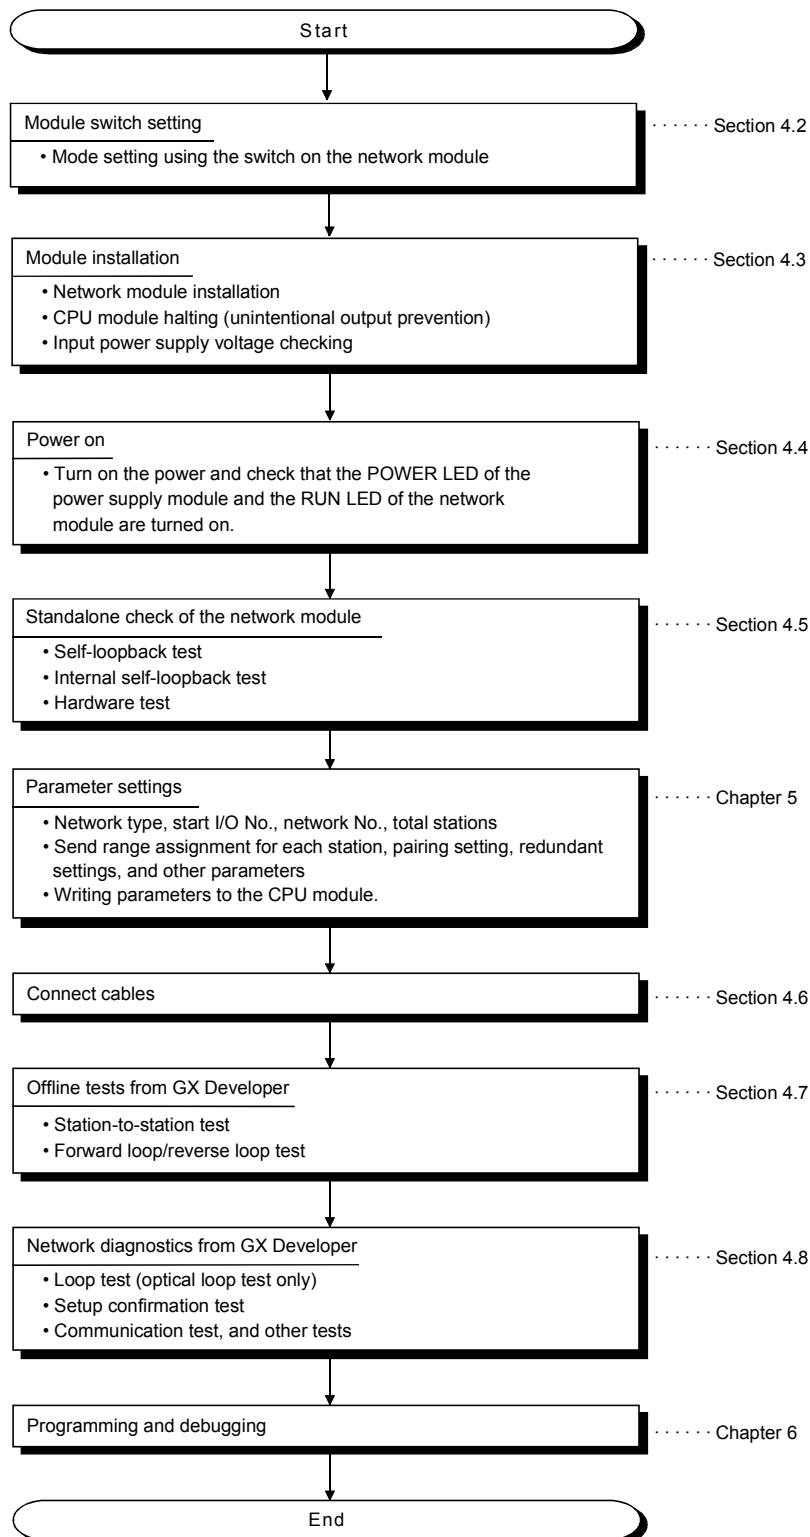 Start
Module switch setting
· · · · · · Section 4.2
• Mode setting using the switch on the network module
Module installation
· · · · · · Section 4.3
• Network module installation
• CPU module halting (unintentional output prevention)
• Input power supply voltage checking
Power on
· · · · · · Section 4.4
• Turn on the power and check that the POWER LED of the
power supply module and the RUN LED of the network
module are turned on.
Standalone check of the network module
· · · · · · Section 4.5
• Self-loopback test
• Internal self-loopback test
• Hardware test
Parameter settings
· · · · · · Chapter 5
• Network type, start I/O No., network No., total stations
• Send range assignment for each station, pairing setting, redundant
settings, and other parameters
• Writing parameters to the CPU module.
Connect cables
· · · · · · Section 4.6
Offline tests from GX Developer
· · · · · · Section 4.7
• Station-to-station test
• Forward loop/reverse loop test
Network diagnostics from GX Developer
· · · · · · Section 4.8
• Loop test (optical loop test only)
• Setup confirmation test
• Communication test, and other tests
Programming and debugging
· · · · · · Chapter 6
End